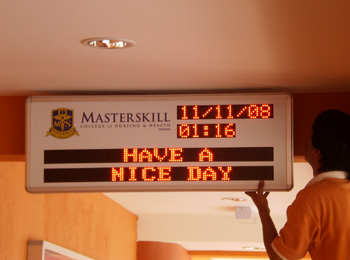 MASTERSKILL
COLLEGE of NURSING & HEALTH
11/11/08
01:16
HAVE A
NICE DAY